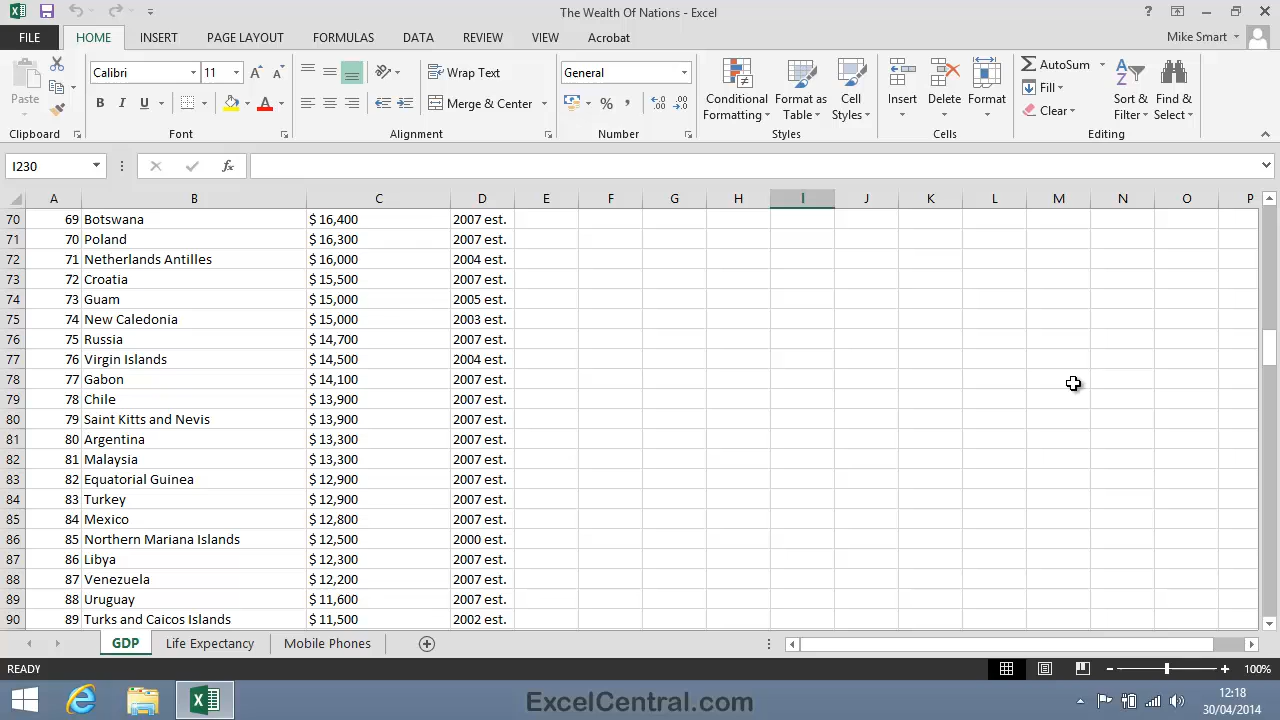 The Wealth Of Nations - Excel
FILE HOME INSERT PAGE LAYOUT FORMULAS DATA REVIEW VIEW Acrobat Mike Smart
Paste
Clipboard
Calibri 11
B I U A
Font
Wrap Text
Merge & Center
Alignment
General
% ,
Number
Conditional Formatting
Format as Table
Cell Styles
Styles
Insert Delete Format
Cells
AutoSum
Fill
Clear
Sort & Filter
Find & Select
Editing
I230 fx
A B C D E F G H I J K L M N O P
70 69 Botswana $ 16,400 2007 est.
71 70 Poland $ 16,300 2007 est.
72 71 Netherlands Antilles $ 16,000 2004 est.
73 72 Croatia $ 15,500 2007 est.
74 73 Guam $ 15,000 2005 est.
75 74 New Caledonia $ 15,000 2003 est.
76 75 Russia $ 14,700 2007 est.
77 76 Virgin Islands $ 14,500 2004 est.
78 77 Gabon $ 14,100 2007 est.
79 78 Chile $ 13,900 2007 est.
80 79 Saint Kitts and Nevis $ 13,900 2007 est.
81 80 Argentina $ 13,300 2007 est.
82 81 Malaysia $ 13,300 2007 est.
83 82 Equatorial Guinea $ 12,900 2007 est.
84 83 Turkey $ 12,900 2007 est.
85 84 Mexico $ 12,800 2007 est.
86 85 Northern Mariana Islands $ 12,500 2000 est.
87 86 Libya $ 12,300 2007 est.
88 87 Venezuela $ 12,200 2007 est.
89 88 Uruguay $ 11,600 2007 est.
90 89 Turks and Caicos Islands $ 11,500 2002 est.
GDP Life Expectancy Mobile Phones
READY 100%
ExcelCentral.com
12:18
30/04/2014